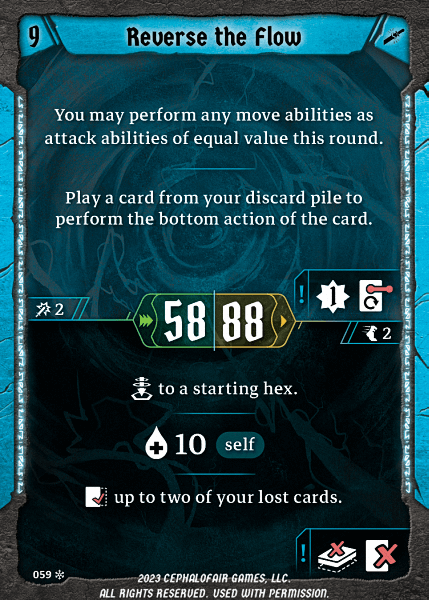 9
Reverse the Flow
You may perform any move abilities as
attack abilities of equal value this round.
Play a card from your discard pile to
perform the bottom action of the card.
! 1
2
58 88
2
to a starting hex.
10 self
up to two of your lost cards.
!
059
2023 CEPHALOFAIR GAMES, LLC.
ALL RIGHTS RESERVED. USED WITH PERMISSION.